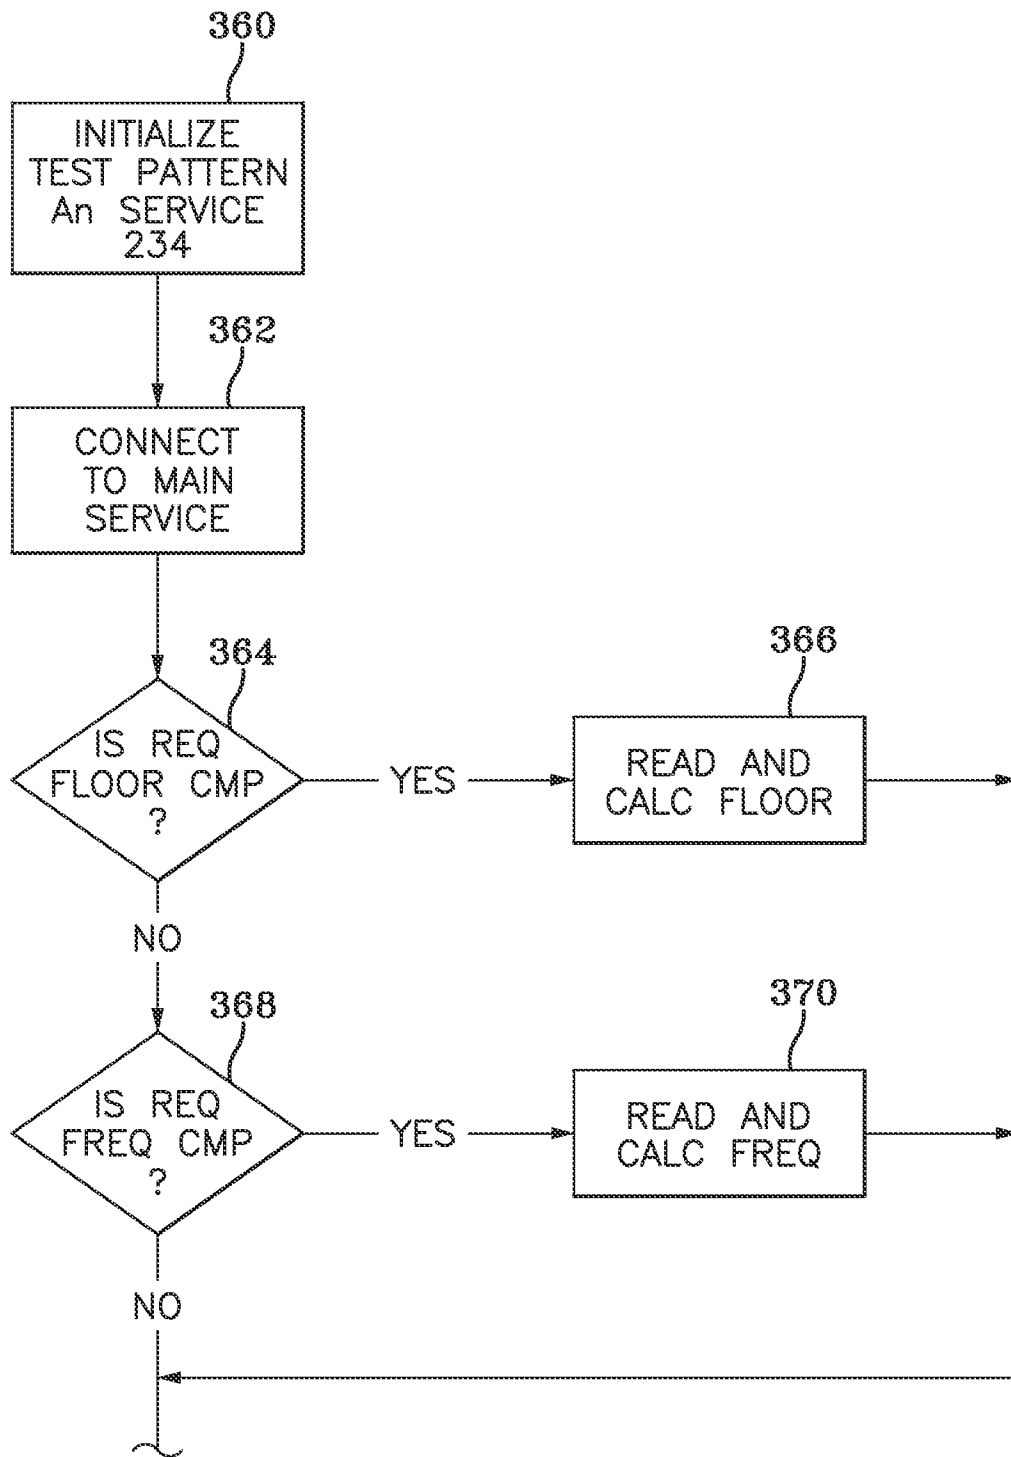 360
INITIALIZE
TEST PATTERN
An SERVICE
234
362
CONNECT
TO MAIN
SERVICE
364
IS REQ
FLOOR CMP
?
YES
366
READ AND
CALC FLOOR
NO
368
IS REQ
FREQ CMP
?
YES
370
READ AND
CALC FREQ
NO